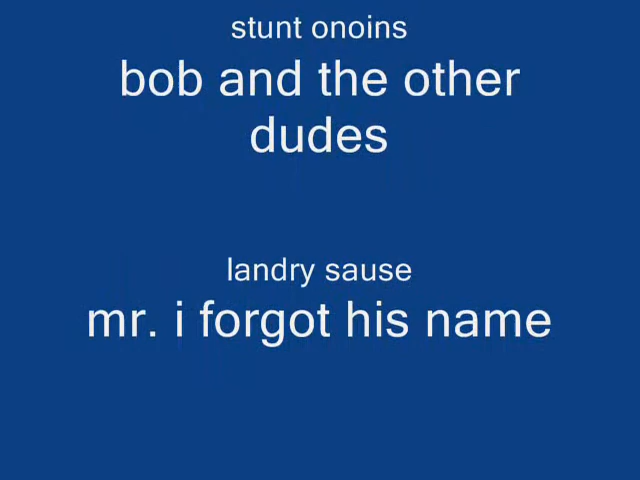 stunt onoins
bob and the other
dudes
landry sause
mr. i forgot his name